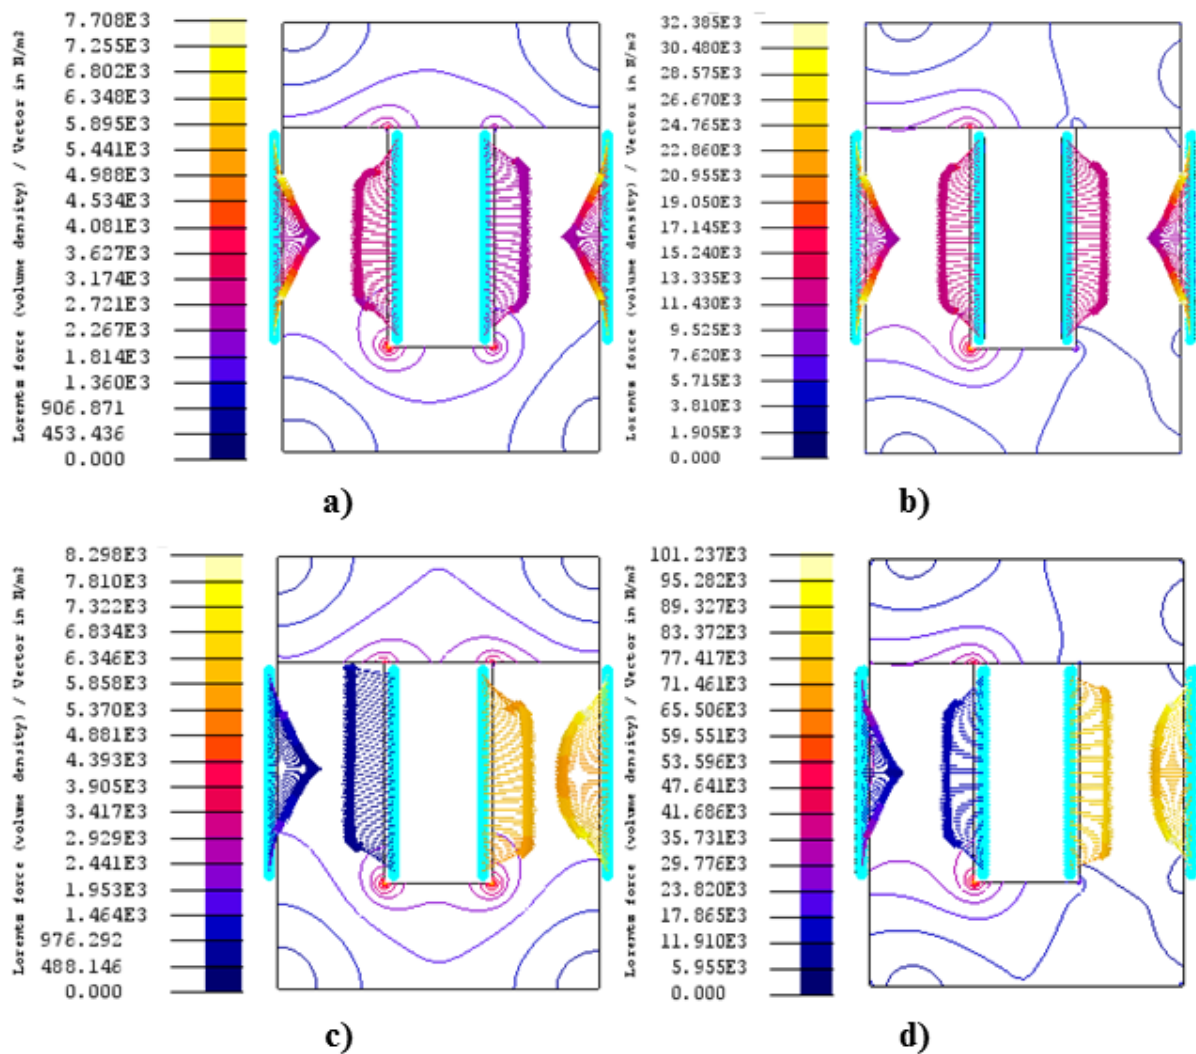 7.708E3
7.255E3
6.802E3
6.348E3
5.895E3
5.441E3
4.988E3
4.534E3
4.081E3
3.627E3
3.174E3
2.721E3
2.267E3
1.814E3
1.360E3
906.871
453.436
0.000
Lorentz force (volume density) / Vector in N/m2
a)
32.385E3
30.480E3
28.575E3
26.670E3
24.765E3
22.860E3
20.955E3
19.050E3
17.145E3
15.240E3
13.335E3
11.430E3
9.525E3
7.620E3
5.715E3
3.810E3
1.905E3
0.000
Lorentz force (volume density) / Vector in N/m2
b)
8.298E3
7.810E3
7.322E3
6.834E3
6.346E3
5.858E3
5.370E3
4.881E3
4.393E3
3.905E3
3.417E3
2.929E3
2.441E3
1.953E3
1.464E3
976.292
488.146
0.000
Lorentz force (volume density) / Vector in N/m2
c)
101.237E3
95.282E3
89.327E3
83.372E3
77.417E3
71.461E3
65.506E3
59.551E3
53.596E3
47.641E3
41.686E3
35.731E3
29.776E3
23.820E3
17.865E3
11.910E3
5.955E3
0.000
Lorentz force (volume density) / Vector in N/m2
d)